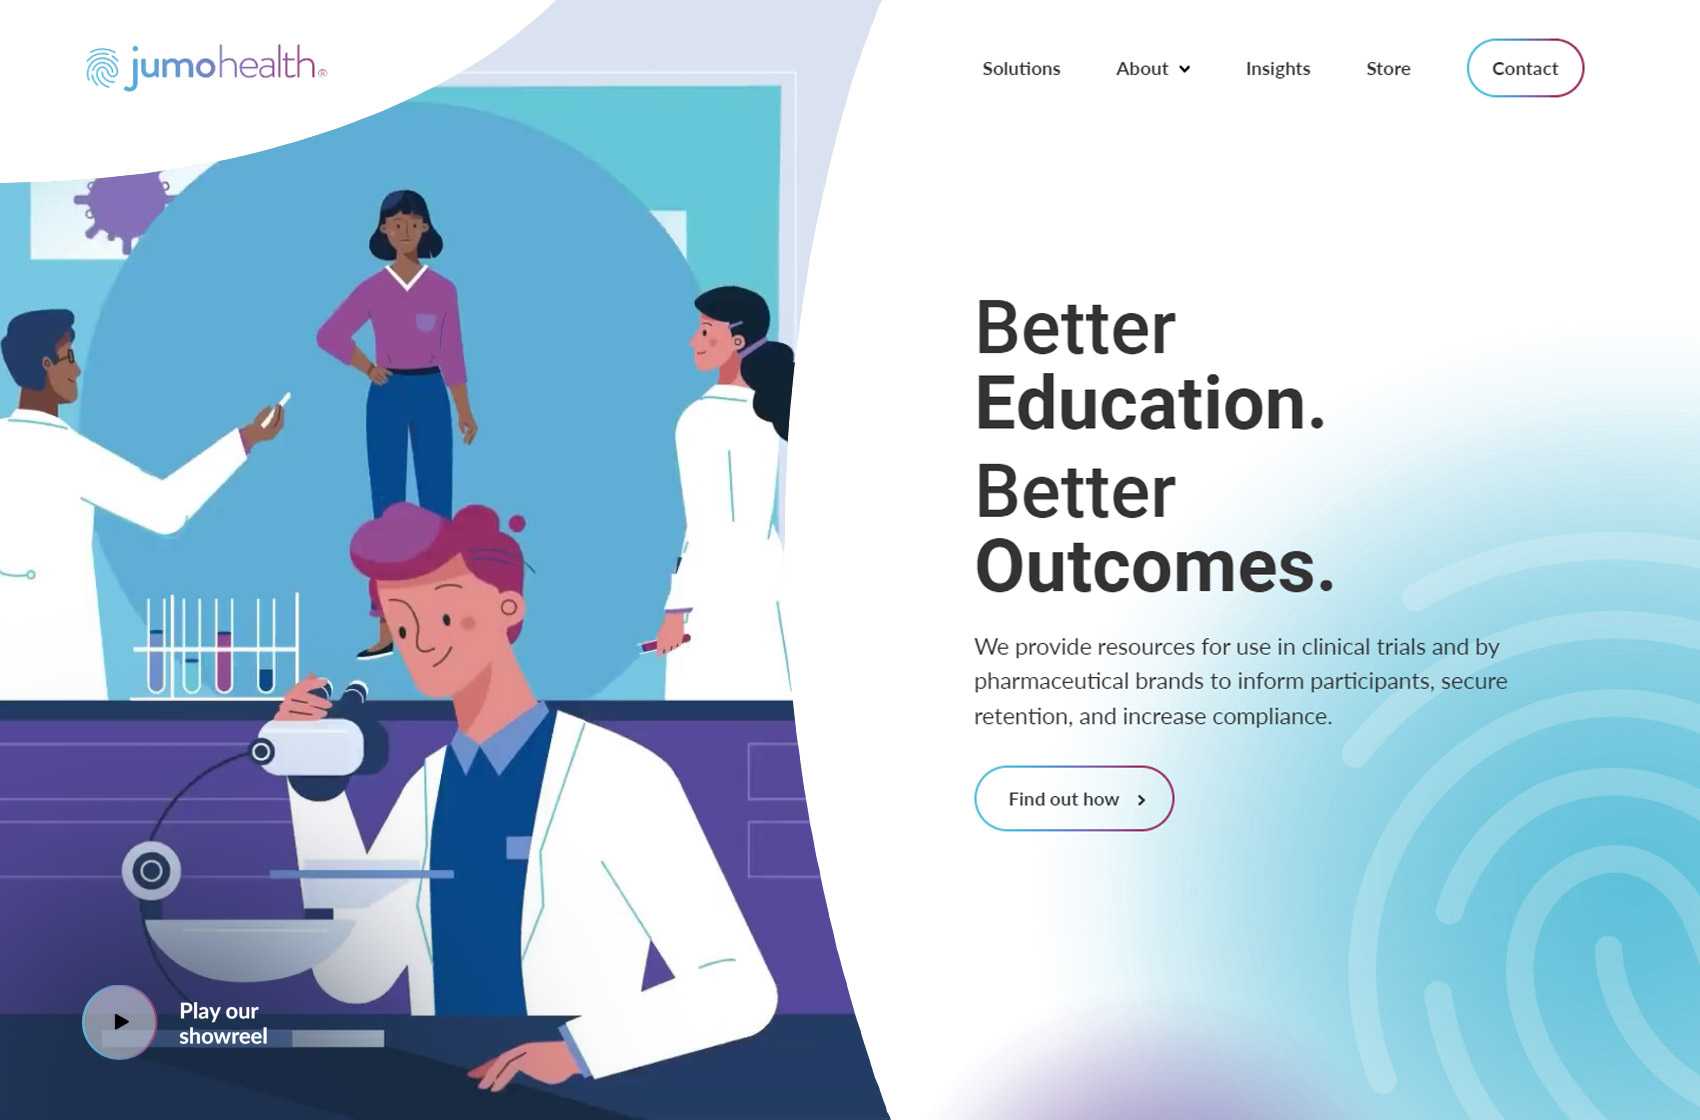 jumohealth®
Solutions
About
Insights
Store
Contact
Better
Education.
Better
Outcomes.
We provide resources for use in clinical trials and by
pharmaceutical brands to inform participants, secure
retention, and increase compliance.
Find out how
Play our
showreel